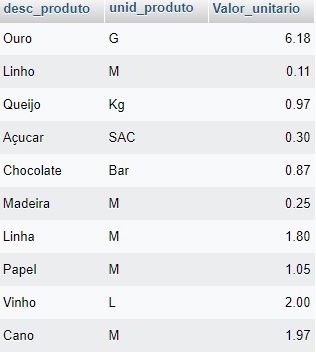 desc_produto unid_produto Valor_unitario
Ouro G 6.18
Linho M 0.11
Queijo Kg 0.97
Açucar SAC 0.30
Chocolate Bar 0.87
Madeira M 0.25
Linha M 1.80
Papel M 1.05
Vinho L 2.00
Cano M 1.97